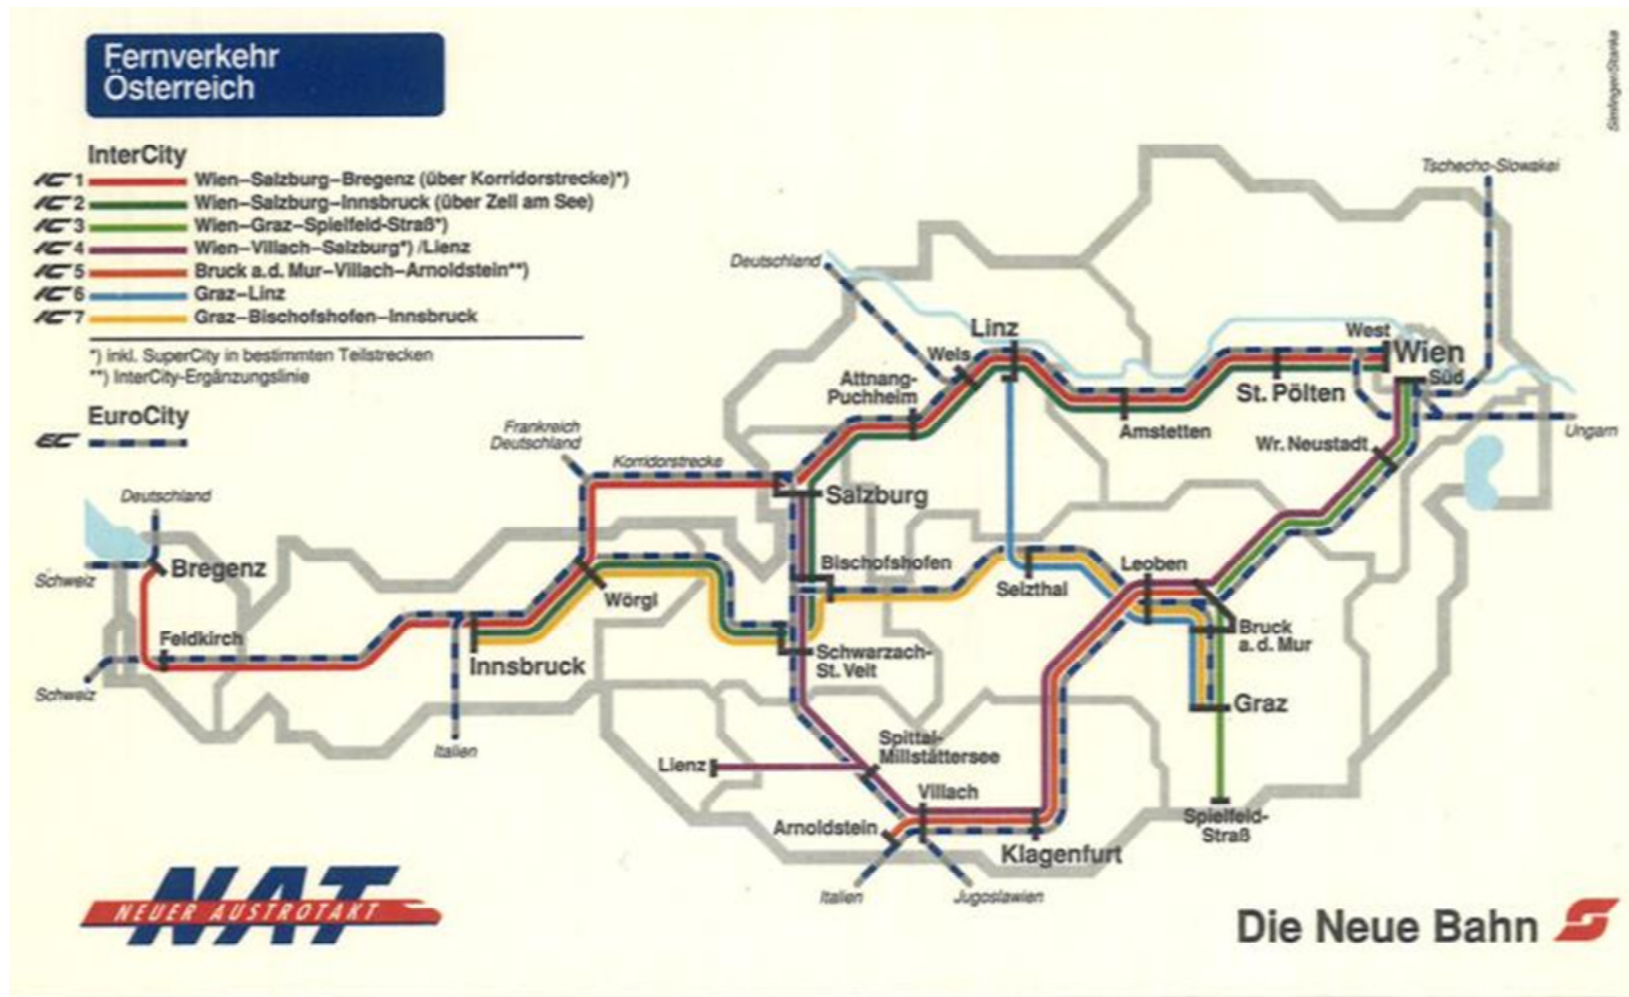 Fernverkehr
Österreich
InterCity
IC 1 Wien–Salzburg–Bregenz (über Korridorstrecke)*)
IC 2 Wien–Salzburg–Innsbruck (über Zell am See)
IC 3 Wien–Graz–Spielfeld-Straß*)
IC 4 Wien–Villach–Salzburg*) /Lienz
IC 5 Bruck a.d. Mur–Villach–Arnoldstein**)
IC 6 Graz–Linz
IC 7 Graz–Bischofshofen–Innsbruck
*) inkl. SuperCity in bestimmten Teilstrecken
**) InterCity-Ergänzungslinie
EuroCity
EC
Simlinger/Stanka
Tschecho-Slowakei
Deutschland
Linz
Wels
West
Wien
Süd
Attnang-
Puchheim
St. Pölten
Amstetten
Ungarn
Wr. Neustadt
Frankreich
Deutschland
Korridorstrecke
Salzburg
Deutschland
Schweiz
Bregenz
Bischofshofen
Leoben
Selzthal
Wörgl
Feldkirch
Bruck
a. d. Mur
Innsbruck
Schwarzach-
St. Veit
Schweiz
Graz
Italien
Spittal-
Millstättersee
Lienz
Villach
Arnoldstein
Spielfeld-
Straß
Klagenfurt
Italien
Jugoslawien
NAT
NEUER AUSTROTAKT
Die Neue Bahn